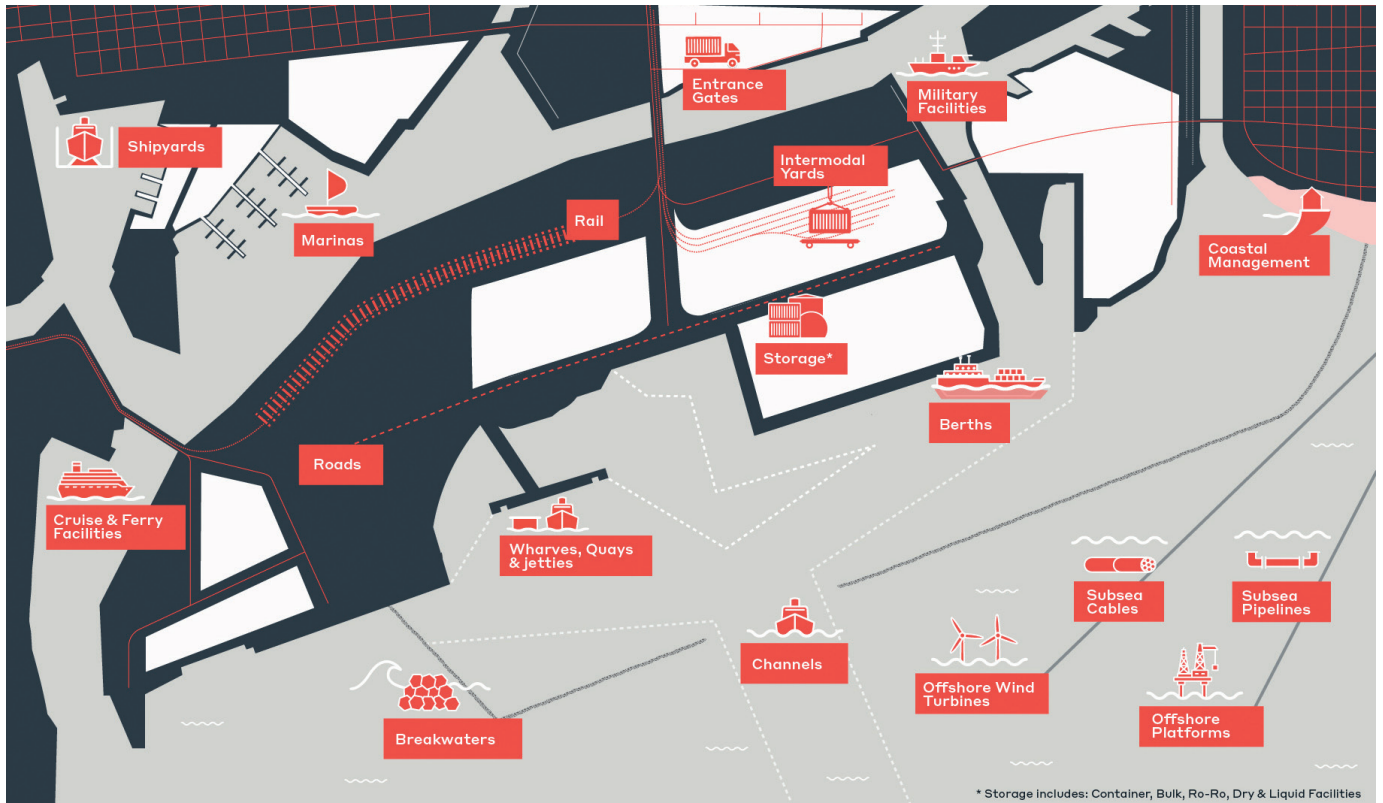 Entrance
Gates
Military
Facilities
Shipyards
Intermodal
Yards
Rail
Marinas
Coastal
Management
Storage*
Berths
Roads
Cruise & Ferry
Facilities
Wharves, Quays
& jetties
Subsea
Cables
Subsea
Pipelines
Channels
Offshore Wind
Turbines
Offshore
Platforms
Breakwaters
* Storage includes: Container, Bulk, Ro-Ro, Dry & Liquid Facilities